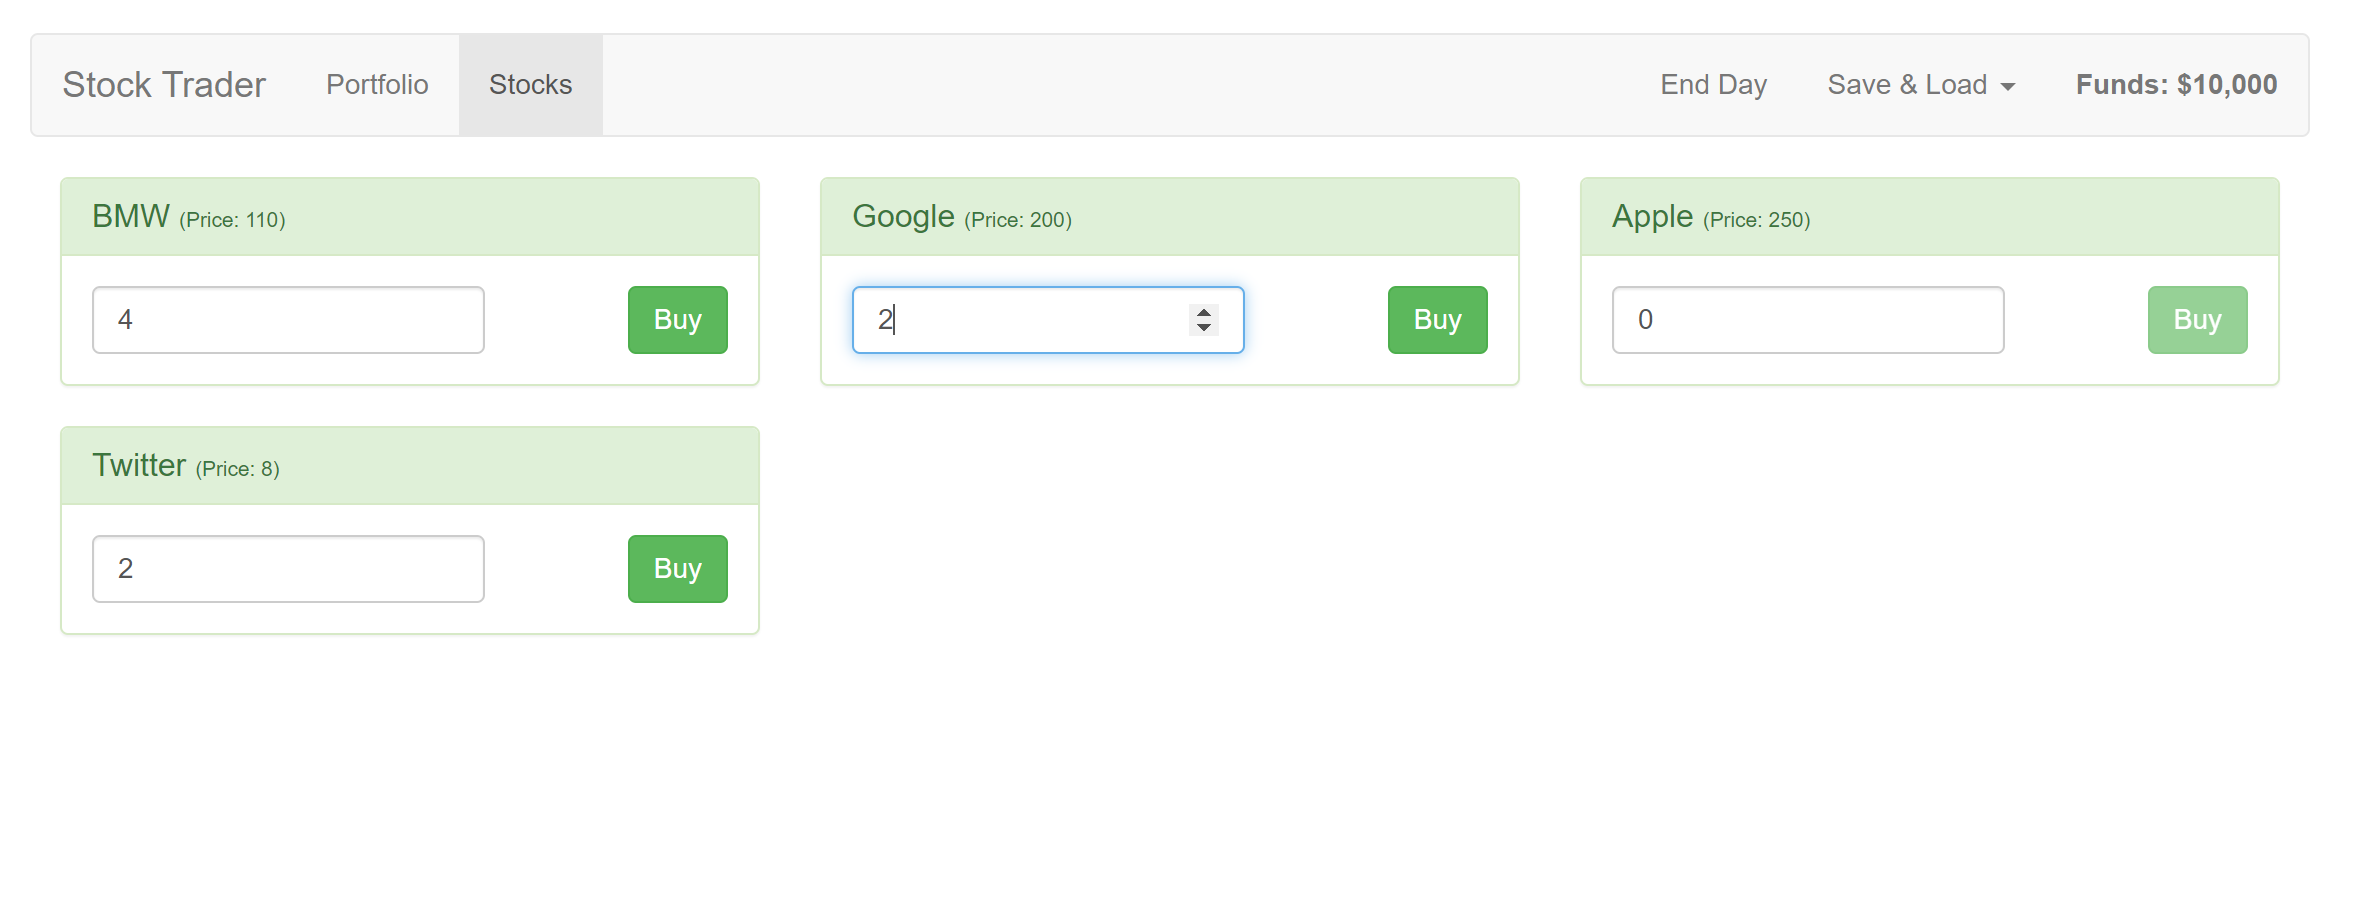 Stock Trader Portfolio Stocks End Day Save & Load Funds: $10,000
BMW (Price: 110)
4 Buy
Google (Price: 200)
2 Buy
Apple (Price: 250)
0 Buy
Twitter (Price: 8)
2 Buy